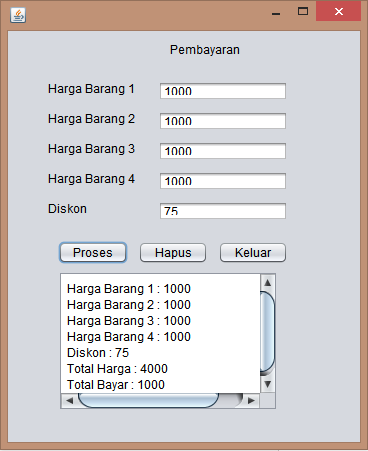 Pembayaran
Harga Barang 1 1000
Harga Barang 2 1000
Harga Barang 3 1000
Harga Barang 4 1000
Diskon 75
Proses Hapus Keluar
Harga Barang 1 : 1000
Harga Barang 2 : 1000
Harga Barang 3 : 1000
Harga Barang 4 : 1000
Diskon : 75
Total Harga : 4000
Total Bayar : 1000